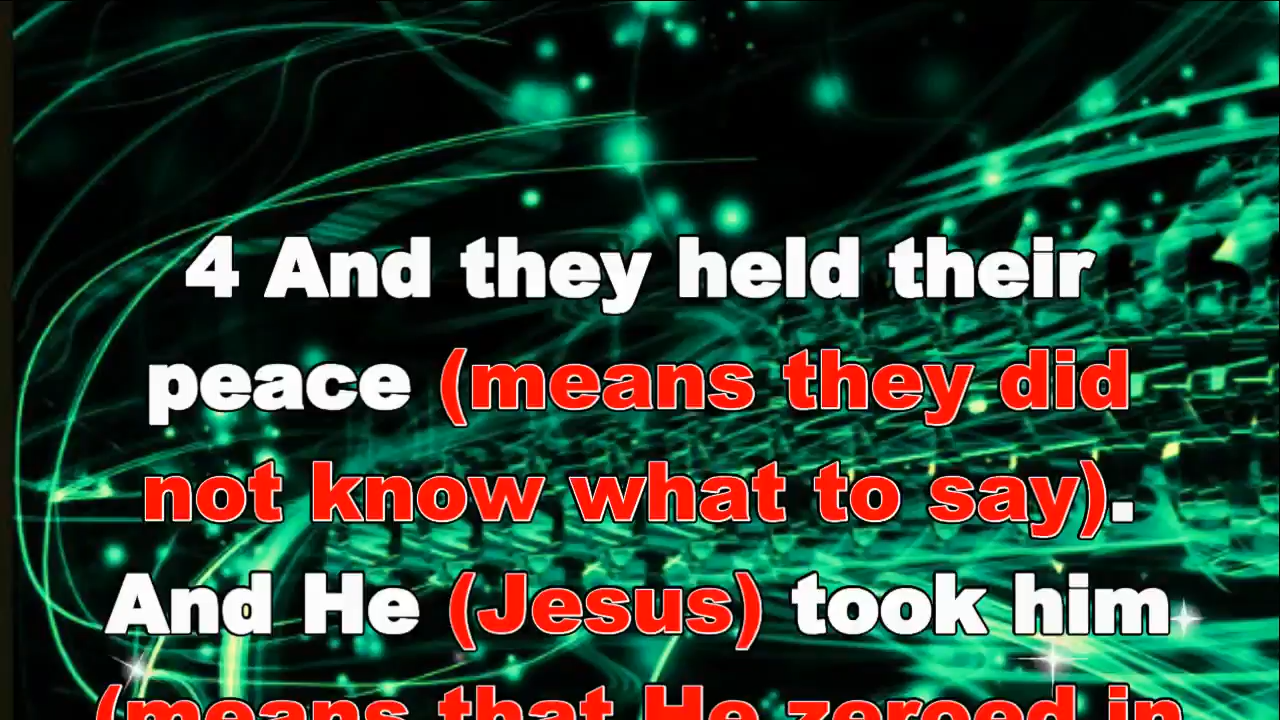 4 And they held their
peace (means they did
not know what to say).
And He (Jesus) took him
(means that He zeroed in